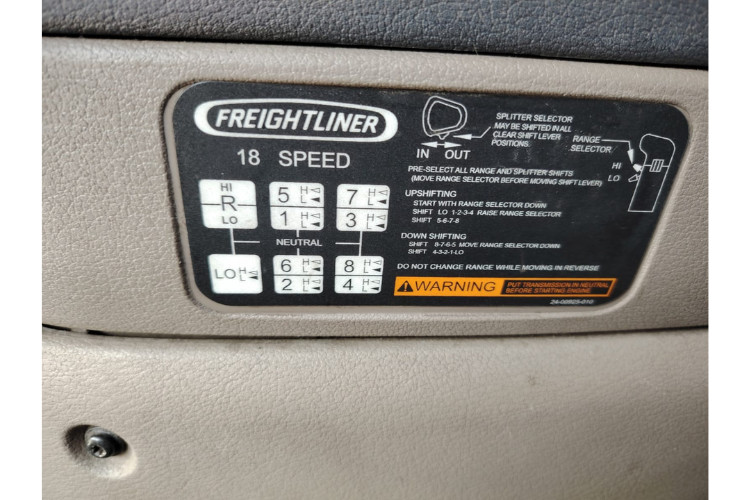 FREIGHTLINER
18 SPEED
HI
R
LO
5 H L
1 H L
7 H L
3 H L
NEUTRAL
LO H L
6 H L
2 H L
8 H L
4 H L
IN OUT
SPLITTER SELECTOR
MAY BE SHIFTED IN ALL
CLEAR SHIFT LEVER
POSITIONS.
RANGE
SELECTOR
HI
LO
PRE-SELECT ALL RANGE AND SPLITTER SHIFTS
(MOVE RANGE SELECTOR BEFORE MOVING SHIFT LEVER)
UPSHIFTING
START WITH RANGE SELECTOR DOWN
SHIFT LO 1-2-3-4 RAISE RANGE SELECTOR
SHIFT 5-6-7-8
DOWN SHIFTING
SHIFT 8-7-6-5 MOVE RANGE SELECTOR DOWN
SHIFT 4-3-2-1-LO
DO NOT CHANGE RANGE WHILE MOVING IN REVERSE
WARNING
PUT TRANSMISSION IN NEUTRAL
BEFORE STARTING ENGINE